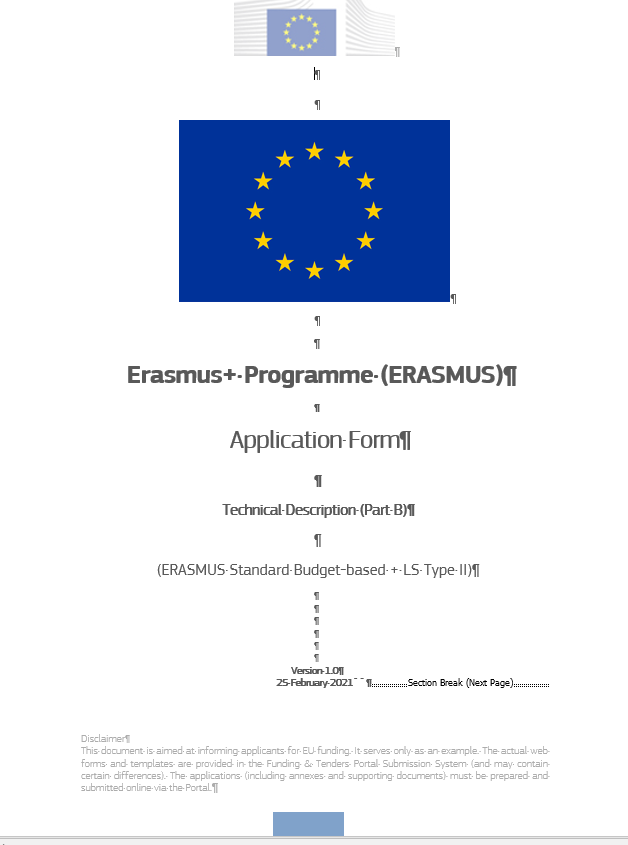 Erasmus+ Programme (ERASMUS)¶
Application Form¶
Technical Description (Part B)¶
(ERASMUS Standard Budget-based + LS Type II)¶
Version 1.0¶
25 February 2021 ¶ Section Break (Next Page)
Disclaimer¶
This document is aimed at informing applicants for EU funding. It serves only as an example. The actual web
forms and templates are provided in the Funding & Tenders Portal Submission System (and may contain
certain differences). The applications (including annexes and supporting documents) must be prepared and
submitted online via the Portal.¶